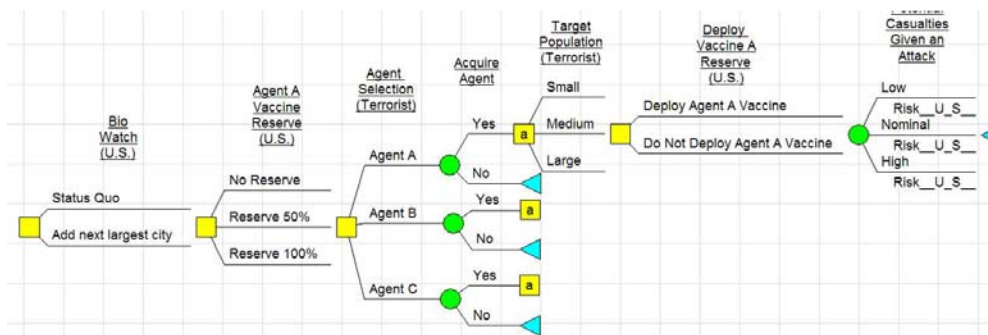 Bio
Watch
(U.S.)
Status Quo
Add next largest city
Agent A
Vaccine
Reserve
(U.S.)
No Reserve
Reserve 50%
Reserve 100%
Agent
Selection
(Terrorist)
Agent A
Agent B
Agent C
Acquire
Agent
Yes
No
Yes
No
Yes
No
Target
Population
(Terrorist)
a
a
a
Small
Medium
Large
Deploy
Vaccine A
Reserve
(U.S.)
Deploy Agent A Vaccine
Do Not Deploy Agent A Vaccine
Casualties
Given an
Attack
Low
Risk__U_S__
Nominal
Risk__U_S__
High
Risk__U_S__